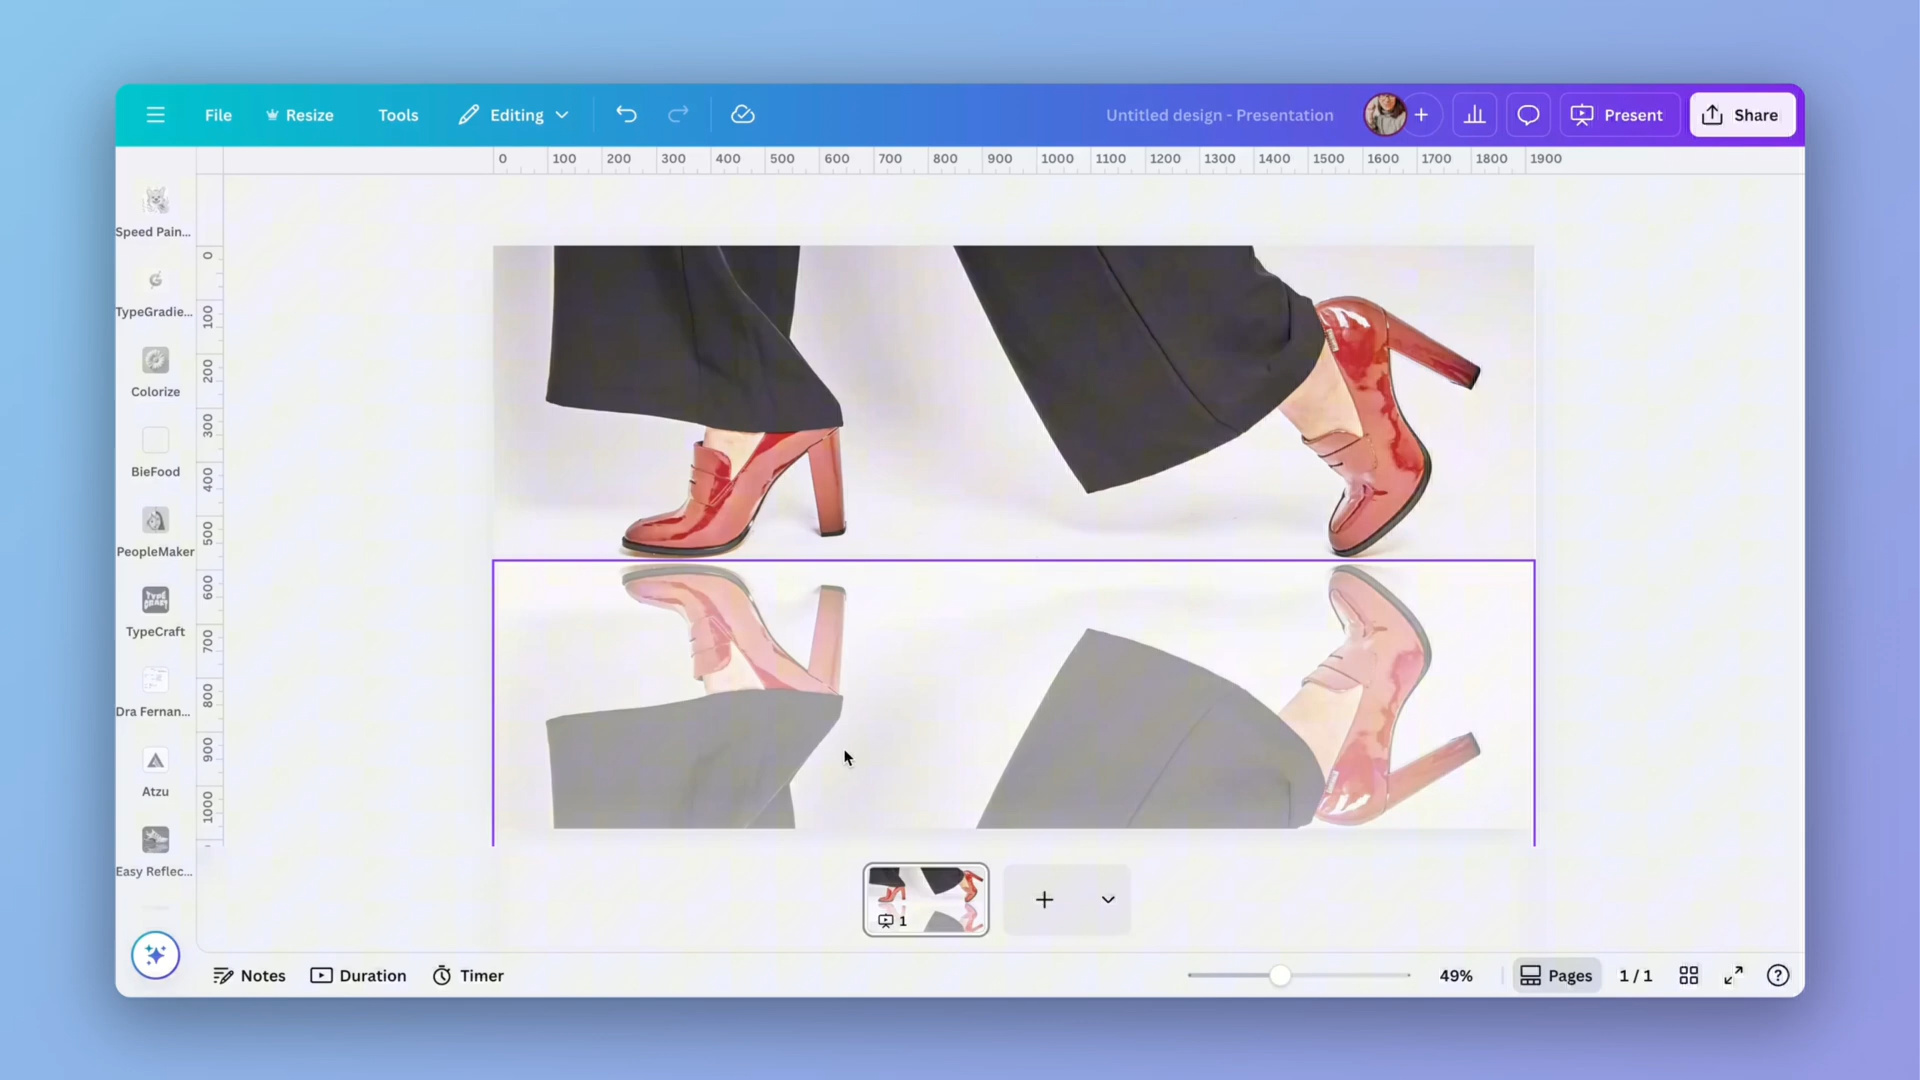 File
Resize
Tools
Editing
Untitled design - Presentation
Present
Share
0 100 200 300 400 500 600 700 800 900 1000 1100 1200 1300 1400 1500 1600 1700 1800 1900
0
100
200
300
400
500
600
700
800
900
1000
Speed Pain...
TypeGradie...
Colorize
BieFood
PeopleMaker
TYPE CRAFT
TypeCraft
Dra Fernan...
Atzu
Easy Reflec...
1
Notes
Duration
Timer
49%
Pages
1 / 1